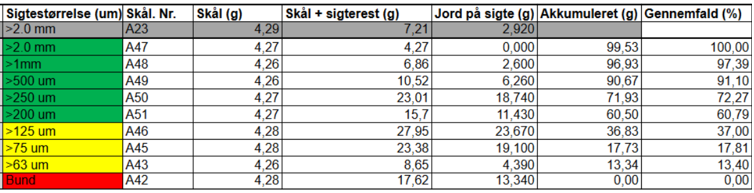 Sigtestørrelse (um) Skål. Nr. Skål (g) Skål + sigterest (g) Jord på sigte (g) Akkumuleret (g) Gennemfald (%)
>2.0 mm A23 4,29 7,21 2,920
>2.0 mm A47 4,27 4,27 0,000 99,53 100,00
>1mm A48 4,26 6,86 2,600 96,93 97,39
>500 um A49 4,26 10,52 6,260 90,67 91,10
>250 um A50 4,27 23,01 18,740 71,93 72,27
>200 um A51 4,27 15,7 11,430 60,50 60,79
>125 um A46 4,28 27,95 23,670 36,83 37,00
>75 um A45 4,28 23,38 19,100 17,73 17,81
>63 um A43 4,26 8,65 4,390 13,34 13,40
Bund A42 4,28 17,62 13,340 0,00 0,00